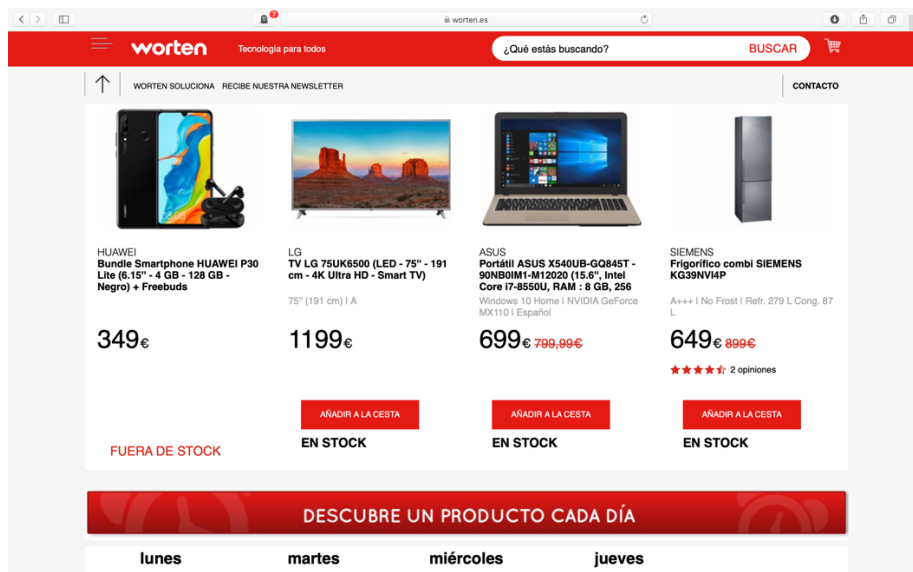 7
worten.es
worten
Tecnología para todos
¿Qué estás buscando?
BUSCAR
WORTEN SOLUCIONA RECIBE NUESTRA NEWSLETTER
CONTACTO
HUAWEI
Bundle Smartphone HUAWEI P30
Lite (6.15" - 4 GB - 128 GB -
Negro) + Freebuds
349€
FUERA DE STOCK
LG
TV LG 75UK6500 (LED - 75" - 191
cm - 4K Ultra HD - Smart TV)
75" (191 cm) I A
1199€
AÑADIR A LA CESTA
EN STOCK
ASUS
Portátil ASUS X540UB-GQ845T -
90NB0IM1-M12020 (15.6", Intel
Core i7-8550U, RAM : 8 GB, 256
Windows 10 Home I NVIDIA GeForce
MX110 I Español
699€ 799,99€
AÑADIR A LA CESTA
EN STOCK
SIEMENS
Frigorífico combi SIEMENS
KG39NVI4P
A+++ I No Frost I Refr. 279 L Cong. 87
L
649€ 899€
2 opiniones
AÑADIR A LA CESTA
EN STOCK
DESCUBRE UN PRODUCTO CADA DÍA
lunes
martes
miércoles
jueves